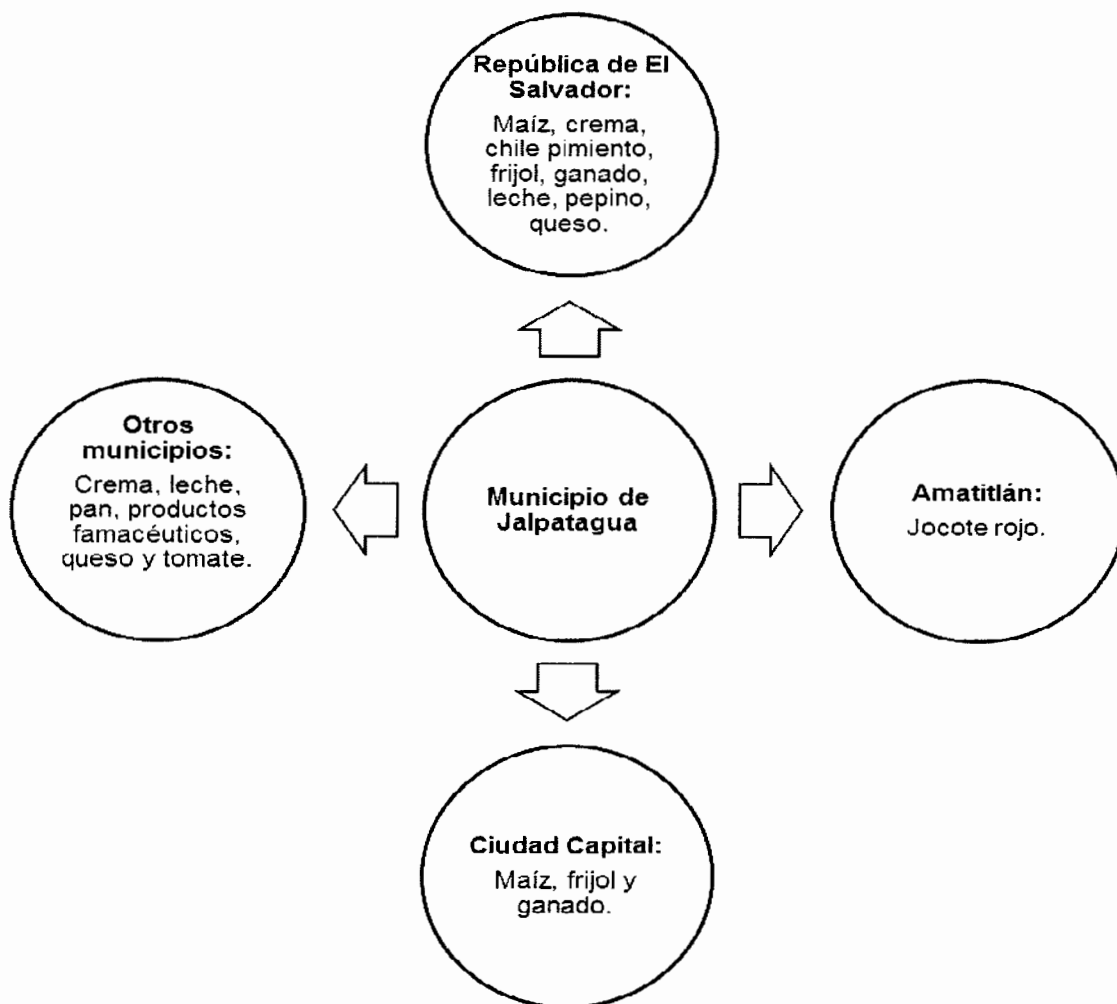 República de El
Salvador:
Maíz, crema,
chile pimiento,
frijol, ganado,
leche, pepino,
queso.
Otros
municipios:
Crema, leche,
pan, productos
famacéuticos,
queso y tomate.
Municipio de
Jalpatagua
Amatitlán:
Jocote rojo.
Ciudad Capital:
Maíz, frijol y
ganado.